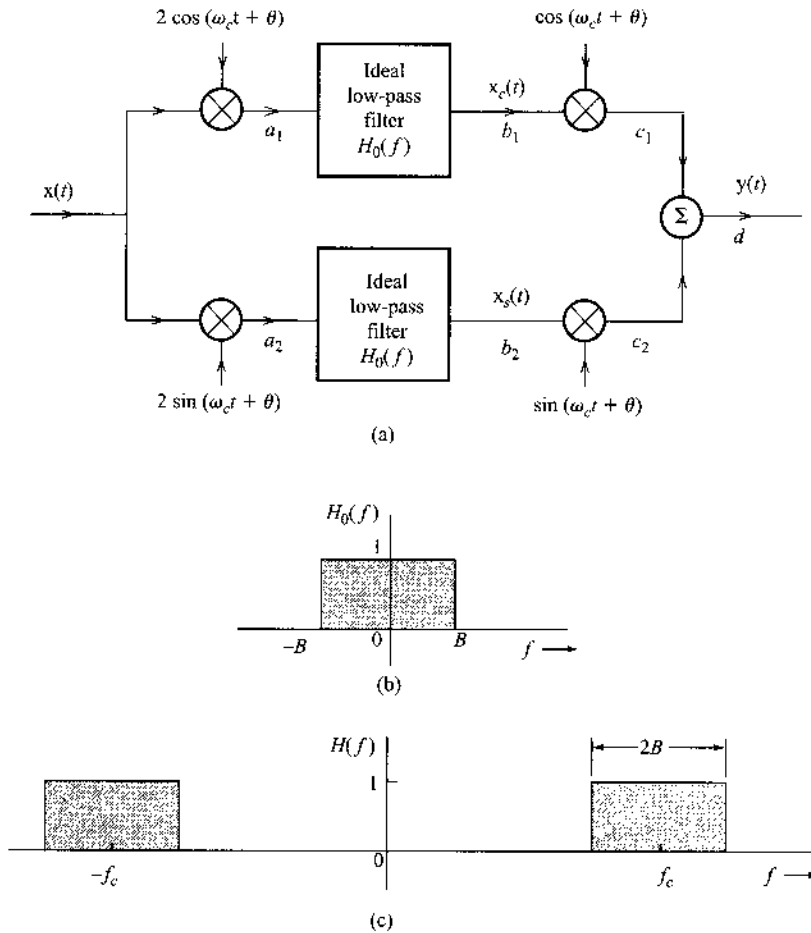 2 cos (ω_c t + θ)
cos (ω_c t + θ)
Ideal
low-pass
filter
H_0(f)
x_c(t)
a_1
b_1
c_1
x(t)
y(t)
Σ
d
Ideal
low-pass
filter
H_0(f)
x_s(t)
a_2
b_2
c_2
2 sin (ω_c t + θ)
sin (ω_c t + θ)
(a)
H_0(f)
1
−B
0
B
f
(b)
H(f)
2B
1
0
−f_c
f_c
f
(c)